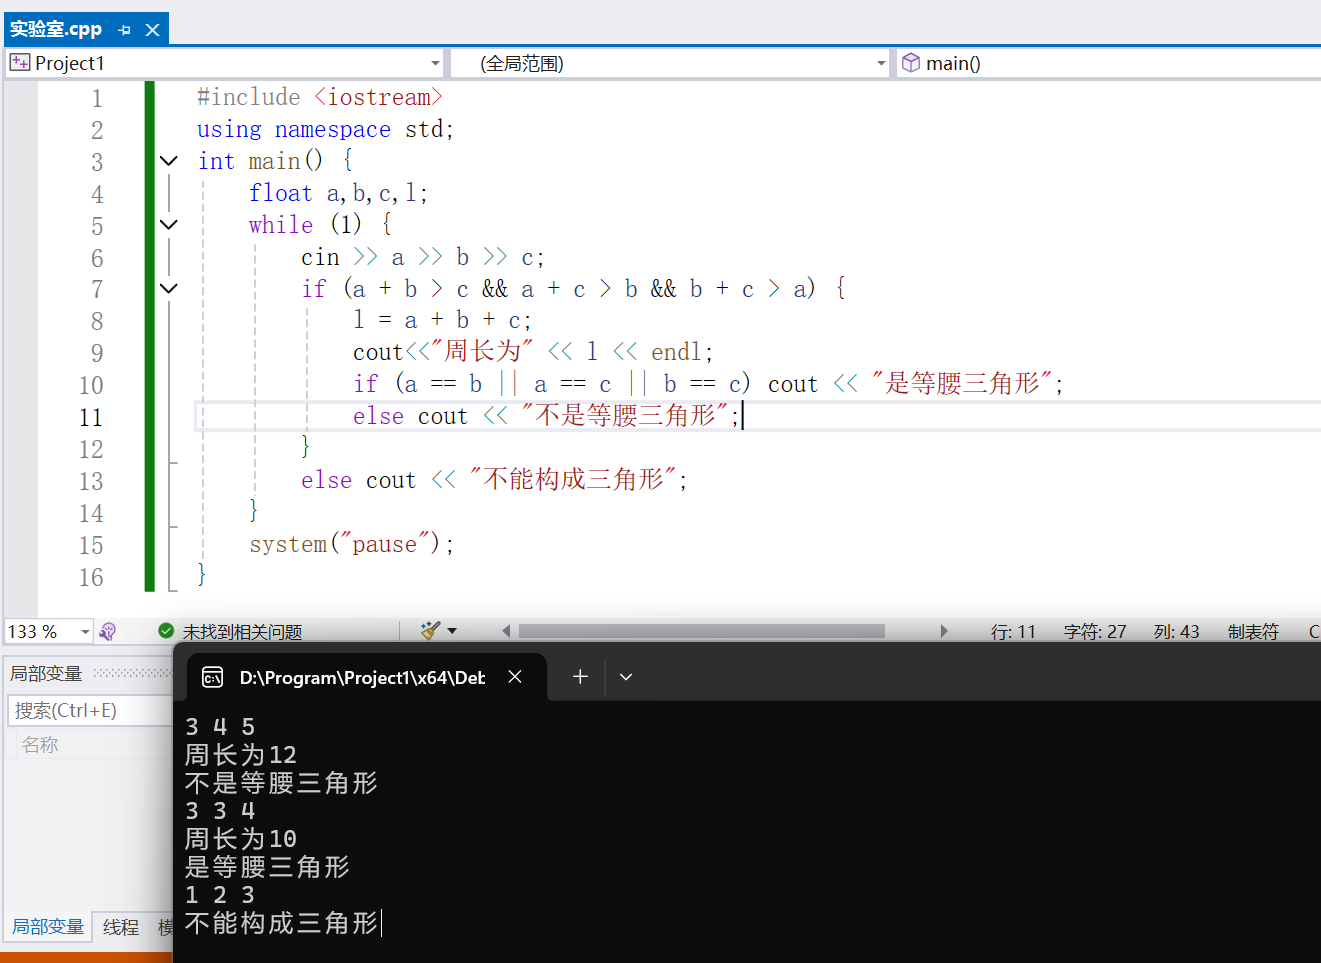 实验室.cpp
Project1 (全局范围) main()
1 #include <iostream>
2 using namespace std;
3 int main() {
4 float a,b,c,l;
5 while (1) {
6 cin >> a >> b >> c;
7 if (a + b > c && a + c > b && b + c > a) {
8 l = a + b + c;
9 cout<<"周长为" << l << endl;
10 if (a == b || a == c || b == c) cout << "是等腰三角形";
11 else cout << "不是等腰三角形";
12 }
13 else cout << "不能构成三角形";
14 }
15 system("pause");
16 }
133 % 未找到相关问题 行: 11 字符: 27 列: 43 制表符
局部变量
搜索(Ctrl+E)
名称
局部变量 线程
D:\Program\Project1\x64\Deb
3 4 5
周长为12
不是等腰三角形
3 3 4
周长为10
是等腰三角形
1 2 3
不能构成三角形